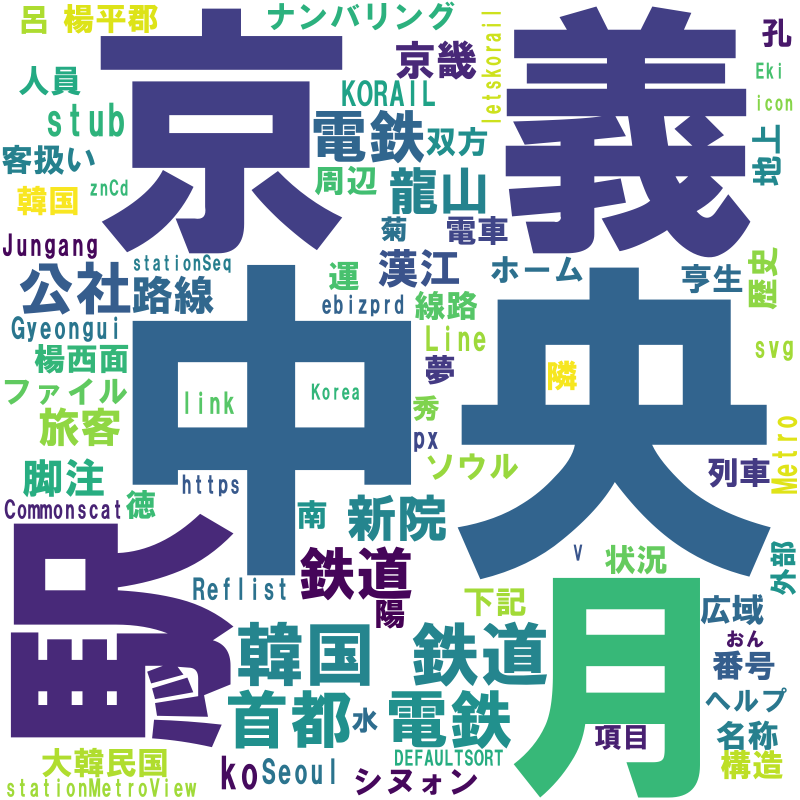 呂 楊平郡 ナンバリング
京 義
孔
京畿
letskorail
人員
KORAIL
Eki
icon
stub
電鉄 双方
地上
客扱い
周辺
龍山
韓国 znCd
菊 電車
Jungang
stationSeq
漢江 ホーム 亨生 歴史
公社 路線
運
ebizprd 線路
Gyeongui
Line
楊西面
svg
夢
隣
ファイル
中 央
link
Korea
旅客
秀
px
Metro
ソウル
列車
脚注
https
Commonscat 徳
南 新院
駅
V 状況
外部
鉄道
Reflist
陽
下記
月
広域
おん
韓国 鉄道
番号
首都 水 電鉄
ヘルプ
項目 名称
大韓民国
DEFAULTSORT
構造
ko Seoul シヌォン
stationMetroView